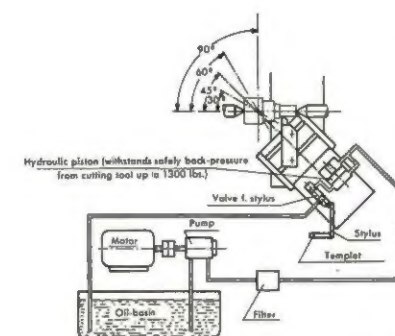 90°
60°
45°
30°
Hydraulic piston (withstands safely back-pressure
from cutting tool up to 1300 lbs.)
Valve f. stylus
Pump
Motor
Stylus
Templet
Filter
Oil-basin